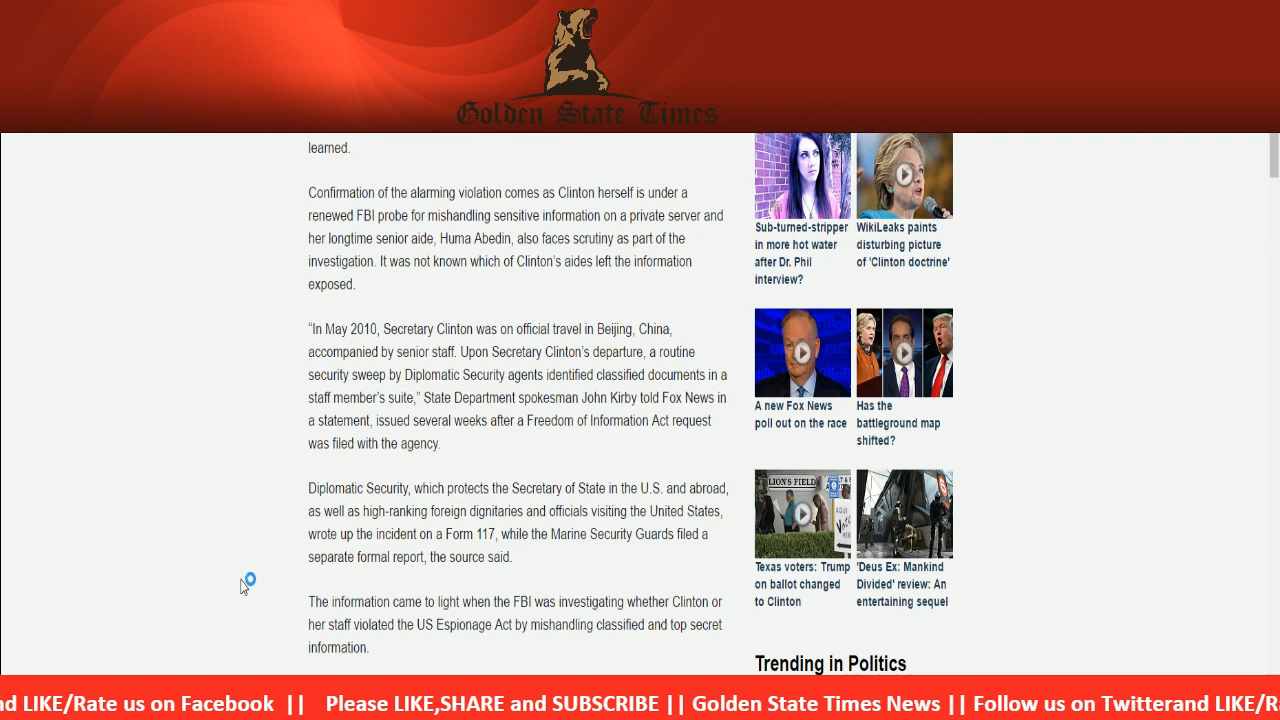 Golden State Times
learned.
Confirmation of the alarming violation comes as Clinton herself is under a
renewed FBI probe for mishandling sensitive information on a private server and
her longtime senior aide, Huma Abedin, also faces scrutiny as part of the
investigation. It was not known which of Clinton's aides left the information
exposed.
“In May 2010, Secretary Clinton was on official travel in Beijing, China,
accompanied by senior staff. Upon Secretary Clinton's departure, a routine
security sweep by Diplomatic Security agents identified classified documents in a
staff member's suite,” State Department spokesman John Kirby told Fox News in
a statement, issued several weeks after a Freedom of Information Act request
was filed with the agency.
Diplomatic Security, which protects the Secretary of State in the U.S. and abroad,
as well as high-ranking foreign dignitaries and officials visiting the United States,
wrote up the incident on a Form 117, while the Marine Security Guards filed a
separate formal report, the source said.
The information came to light when the FBI was investigating whether Clinton or
her staff violated the US Espionage Act by mishandling classified and top secret
information.
Sub-turned-stripper
in more hot water
after Dr. Phil
interview?
WikiLeaks paints
disturbing picture
of 'Clinton doctrine'
A new Fox News
poll out on the race
Has the
battleground map
shifted?
LION'S FIELD
Texas voters: Trump
on ballot changed
to Clinton
'Deus Ex: Mankind
Divided' review: An
entertaining sequel
Trending in Politics
nd LIKE/Rate us on Facebook || Please LIKE,SHARE and SUBSCRIBE || Golden State Times News || Follow us on Twitterand LIKE/R